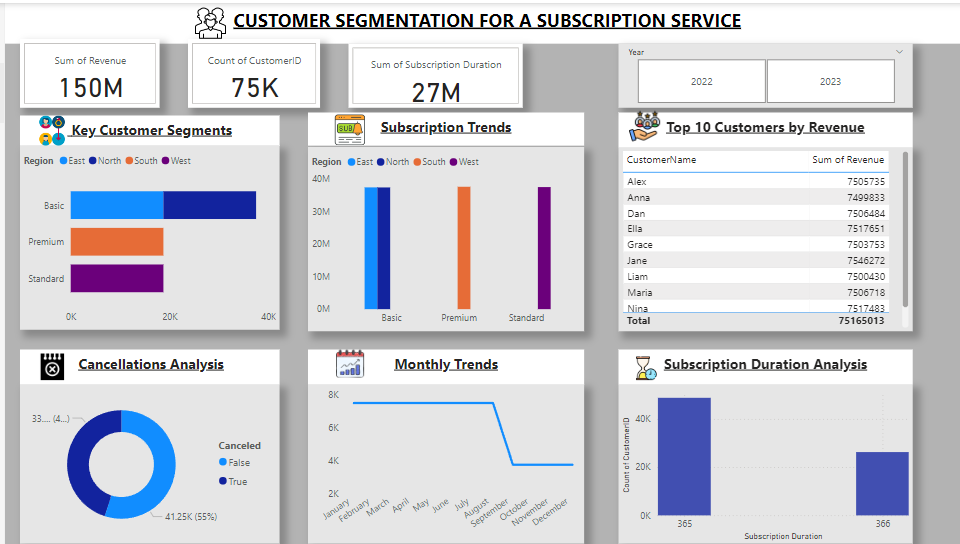 CUSTOMER SEGMENTATION FOR A SUBSCRIPTION SERVICE
Sum of Revenue
150M
Count of CustomerID
75K
Sum of Subscription Duration
27M
Year
2022
2023
Key Customer Segments
Region East North South West
Basic
Premium
Standard
0K 20K 40K
SUB
Subscription Trends
Region East North South West
40M
30M
20M
10M
0M
Basic Premium Standard
Top 10 Customers by Revenue
CustomerName Sum of Revenue
Alex 7505735
Anna 7499833
Dan 7506484
Ella 7517651
Grace 7503753
Jane 7546272
Liam 7500430
Maria 7506718
Nina 7517483
Total 75165013
Cancellations Analysis
33.... (4...)
41.25K (55%)
Canceled
False
True
Monthly Trends
8K
6K
4K
2K
January February March April May June July August September October November December
Subscription Duration Analysis
Count of CustomerID
40K
20K
0K
365 366
Subscription Duration